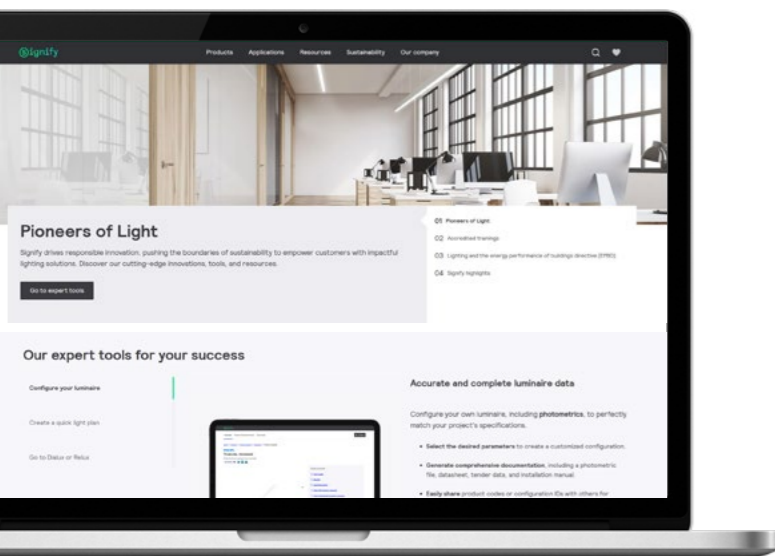 Signify
Products Applications Resources Sustainability Our company
Pioneers of Light
Signify drives responsible innovation, pushing the boundaries of sustainability to empower customers with impactful
lighting solutions. Discover our cutting-edge innovations, tools, and resources.
Go to expert tools
01 Pioneers of Light
02 Accredited trainings
03 Lighting and the energy performance of buildings directive (EPBD)
04 Signify highlights
Our expert tools for your success
Configure your luminaire
Create a quick light plan
Go to Dialux or Relux
Accurate and complete luminaire data
Configure your own luminaire, including photometrics, to perfectly
match your project's specifications.
• Select the desired parameters to create a customized configuration.
• Generate comprehensive documentation, including a photometric
file, datasheet, tender data, and installation manual.
• Easily share product codes or configuration IDs with others for